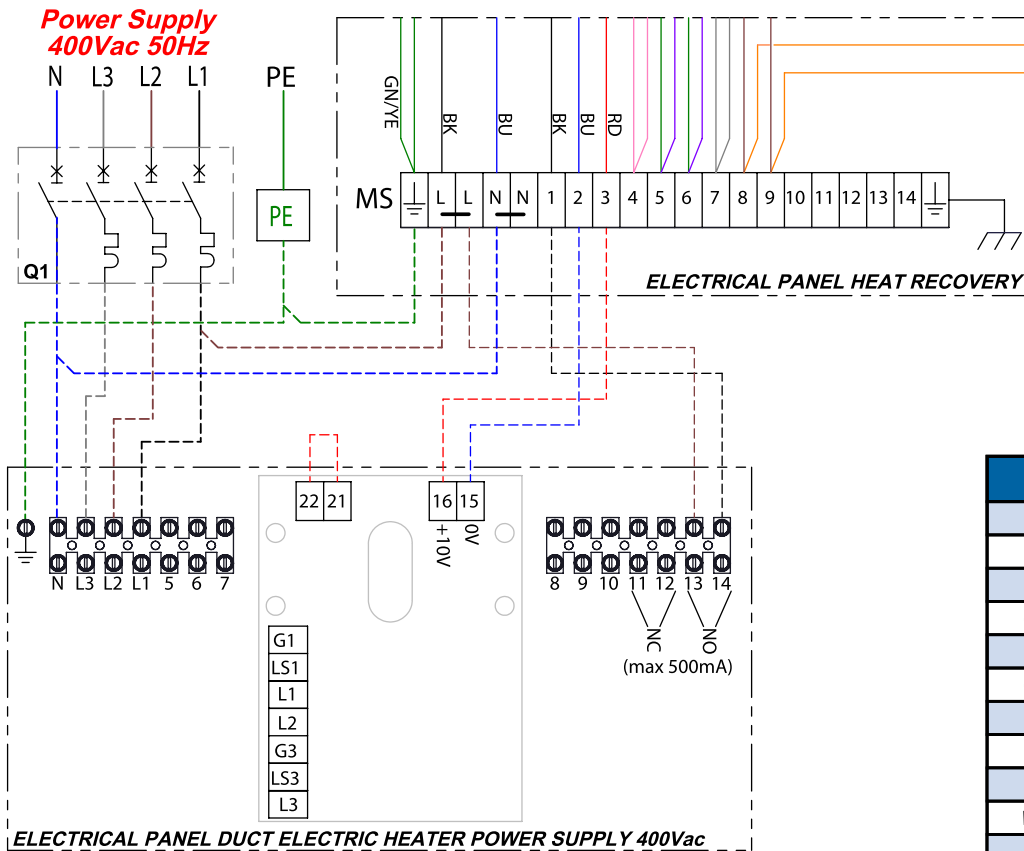 Power Supply
400Vac 50Hz
N L3 L2 L1 PE
GN/YE BK BU BK BU RD
PE
MS L L N N 1 2 3 4 5 6 7 8 9 10 11 12 13 14
Q1
ELECTRICAL PANEL HEAT RECOVERY
22 21 16 15
+10V 0V
N L3 L2 L1 5 6 7
8 9 10 11 12 13 14
NC NO
(max 500mA)
G1
LS1
L1
L2
G3
LS3
L3
ELECTRICAL PANEL DUCT ELECTRIC HEATER POWER SUPPLY 400Vac